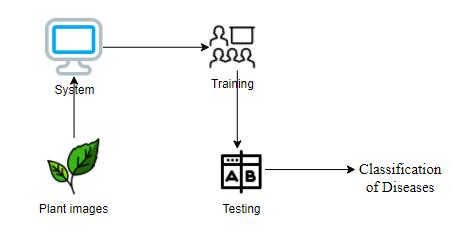 System
Training
A B
Classification
of Diseases
Plant images
Testing